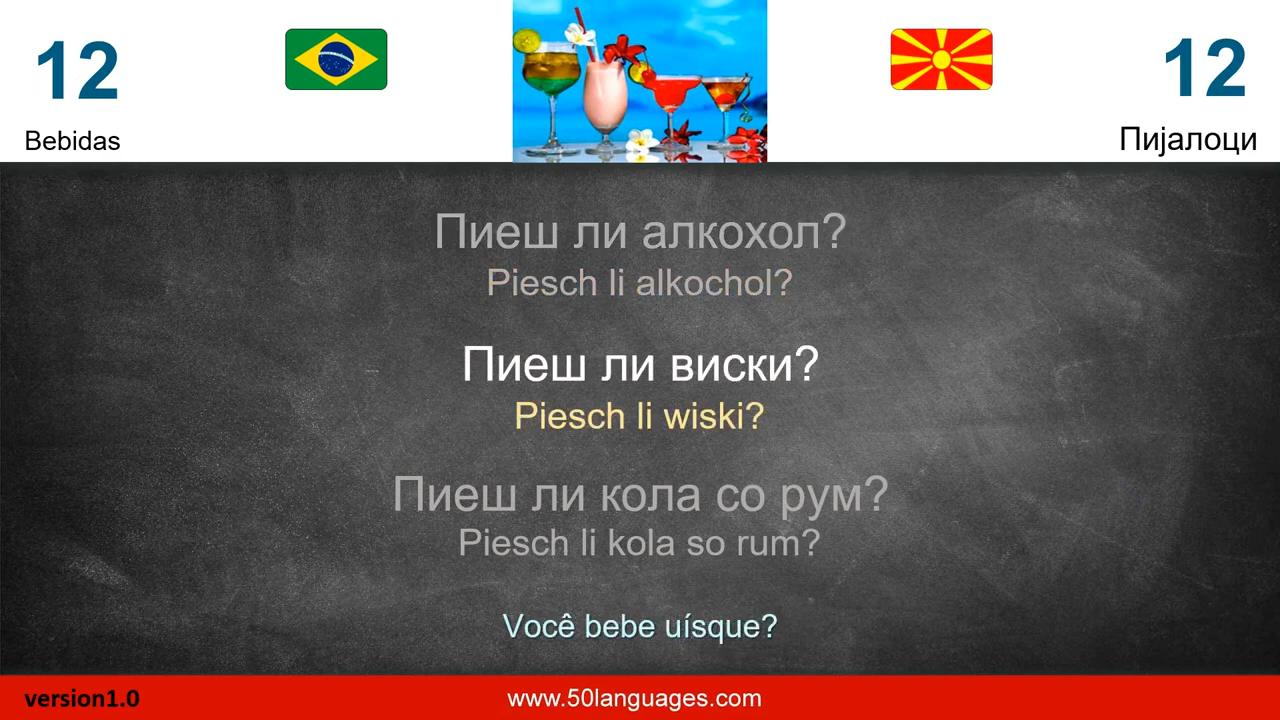 12
12
Bebidas
Пијалоци
Пиеш ли алкохол?
Piesch li alkochol?
Пиеш ли виски?
Piesch li wiski?
Пиеш ли кола со рум?
Piesch li kola so rum?
Você bebe uísque?
version1.0
www.50languages.com